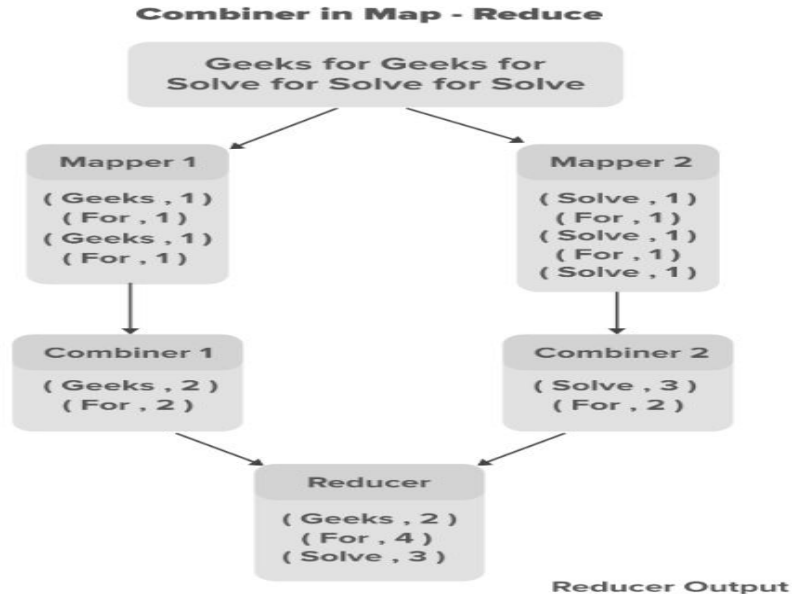 Combiner in Map - Reduce
Geeks for Geeks for
Solve for Solve for Solve
Mapper 1
( Geeks , 1 )
( For , 1 )
( Geeks , 1 )
( For , 1 )
Mapper 2
( Solve , 1 )
( For , 1 )
( Solve , 1 )
( For , 1 )
( Solve , 1 )
Combiner 1
( Geeks , 2 )
( For , 2 )
Combiner 2
( Solve , 3 )
( For , 2 )
Reducer
( Geeks , 2 )
( For , 4 )
( Solve , 3 )
Reducer Output